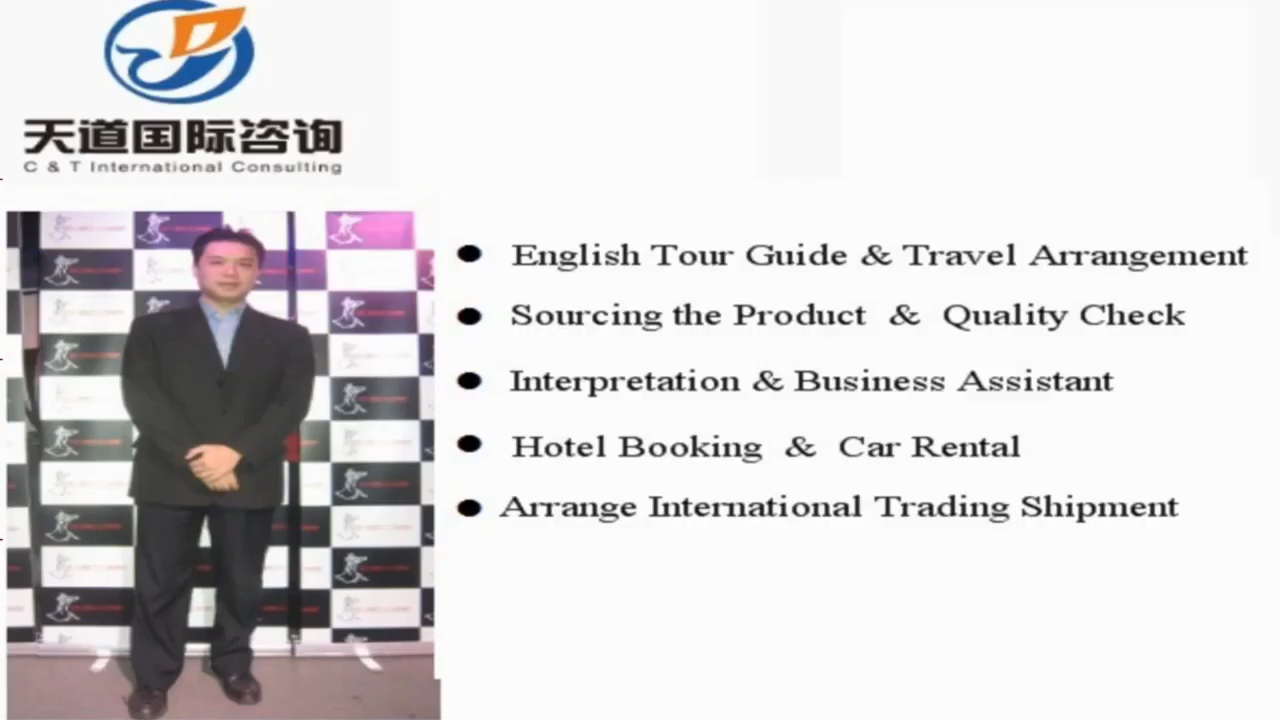 天道国际咨询
C & T International Consulting
English Tour Guide & Travel Arrangement
Sourcing the Product & Quality Check
Interpretation & Business Assistant
Hotel Booking & Car Rental
Arrange International Trading Shipment